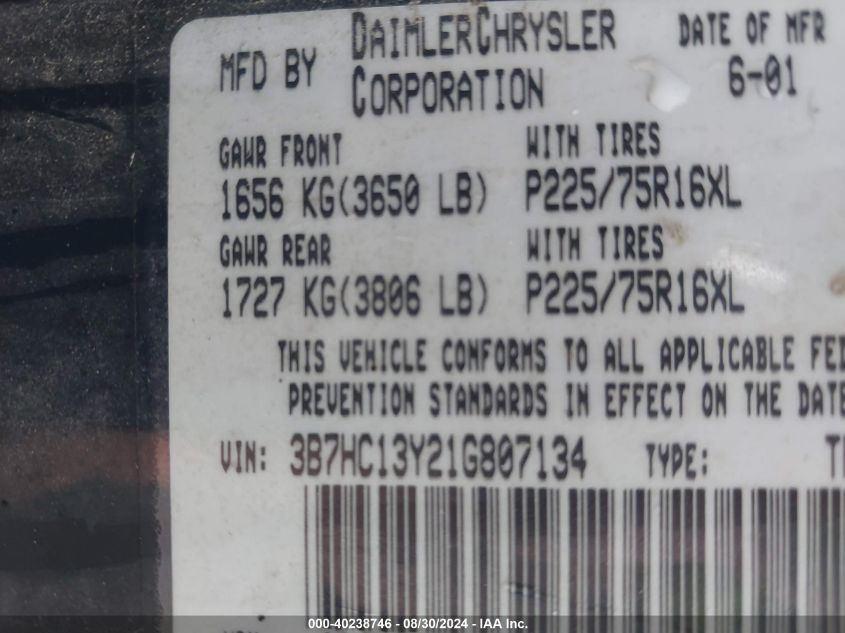 MFD BY DAIMLERCHRYSLER CORPORATION
DATE OF MFR 6-01
GAWR FRONT WITH TIRES
1656 KG(3650 LB) P225/75R16XL
GAWR REAR WITH TIRES
1727 KG(3806 LB) P225/75R16XL
THIS VEHICLE CONFORMS TO ALL APPLICABLE FED
PREVENTION STANDARDS IN EFFECT ON THE DATE
VIN: 3B7HC13Y21G807134 TYPE:
000-40238746 - 08/30/2024 - IAA Inc.